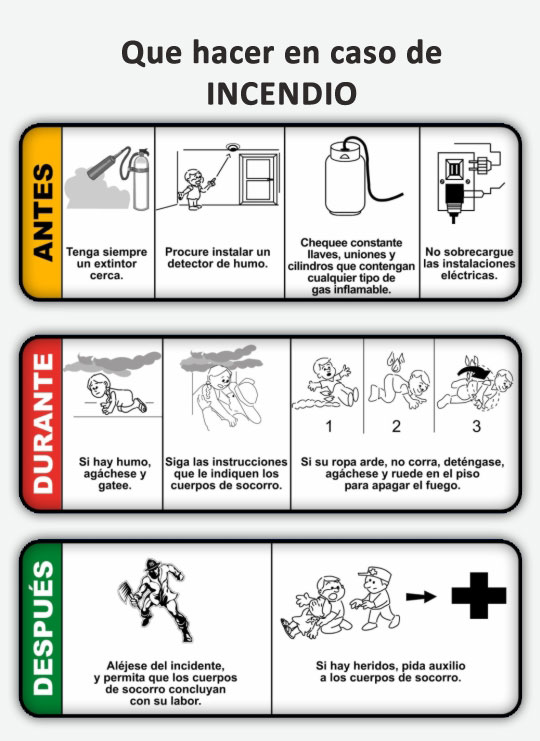 Que hacer en caso de
INCENDIO
ANTES
Tenga siempre
un extintor
cerca.
Procure instalar un
detector de humo.
Chequee constante
llaves, uniones y
cilindros que contengan
cualquier tipo de
gas inflamable.
No sobrecargue
las instalaciones
eléctricas.
DURANTE
Si hay humo,
agáchese y
gatee.
Siga las instrucciones
que le indiquen los
cuerpos de socorro.
1 2 3
Si su ropa arde, no corra, deténgase,
agáchese y ruede en el piso
para apagar el fuego.
DESPUÉS
Aléjese del incidente,
y permita que los cuerpos
de socorro concluyan
con su labor.
Si hay heridos, pida auxilio
a los cuerpos de socorro.